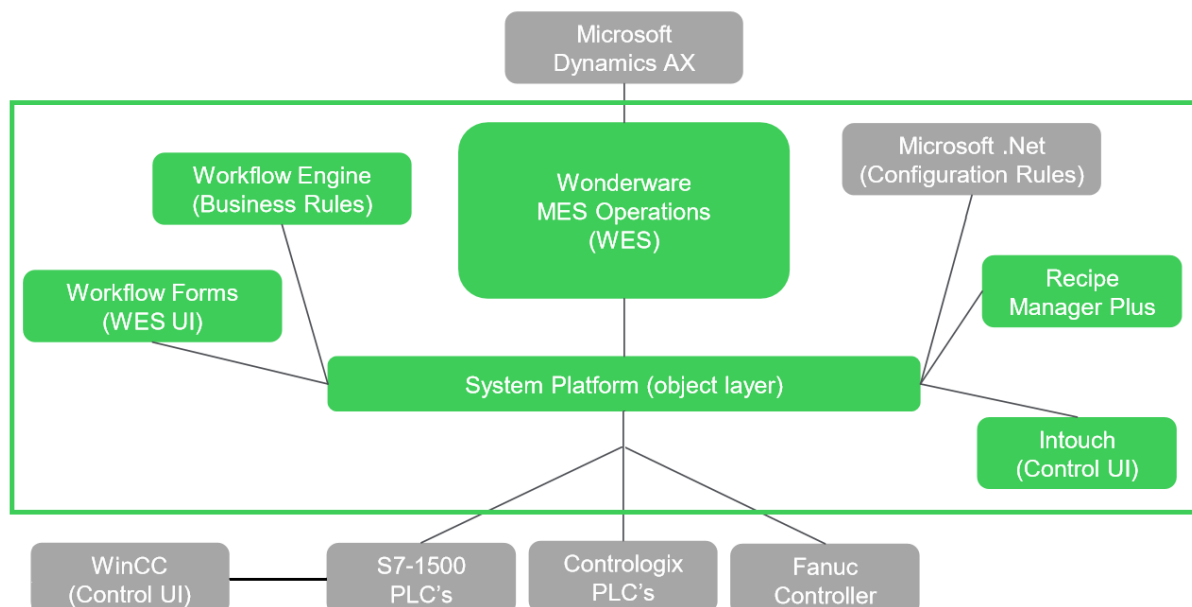 Microsoft
Dynamics AX
Workflow Engine
(Business Rules)
Wonderware
MES Operations
(WES)
Microsoft .Net
(Configuration Rules)
Workflow Forms
(WES UI)
Recipe
Manager Plus
System Platform (object layer)
Intouch
(Control UI)
WinCC
(Control UI)
S7-1500
PLC's
Contrologix
PLC's
Fanuc
Controller